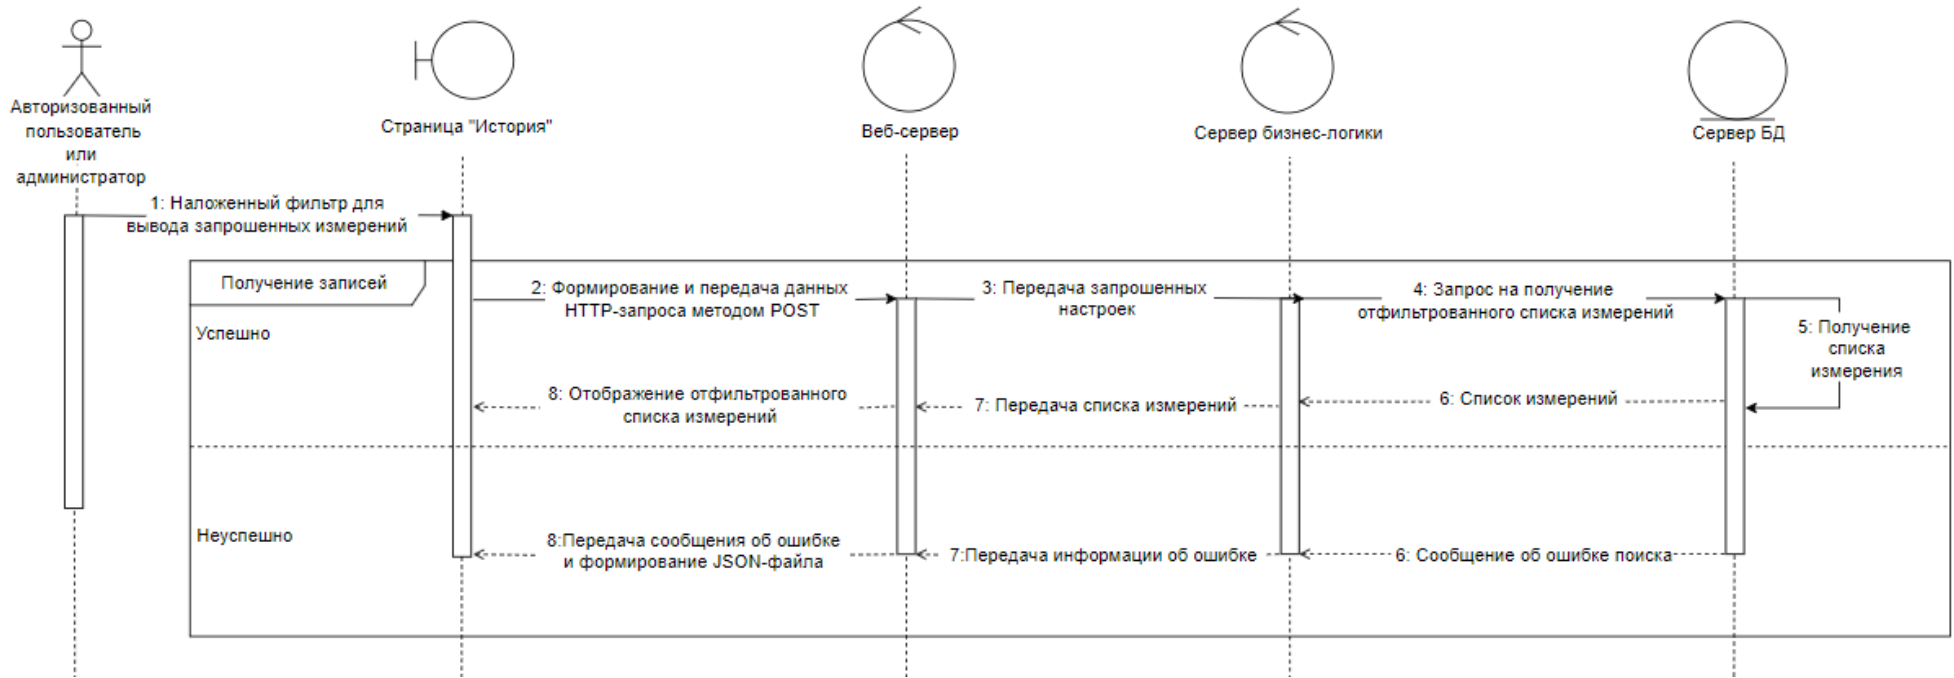 Авторизованный
пользователь
или
администратор
Страница "История"
Веб-сервер
Сервер бизнес-логики
Сервер БД
1: Наложенный фильтр для
вывода запрошенных измерений
Получение записей
Успешно
2: Формирование и передача данных
HTTP-запроса методом POST
3: Передача запрошенных
настроек
4: Запрос на получение
отфильтрованного списка измерений
5: Получение
списка
измерения
6: Список измерений
7: Передача списка измерений
8: Отображение отфильтрованного
списка измерений
Неуспешно
6: Сообщение об ошибке поиска
7:Передача информации об ошибке
8:Передача сообщения об ошибке
и формирование JSON-файла